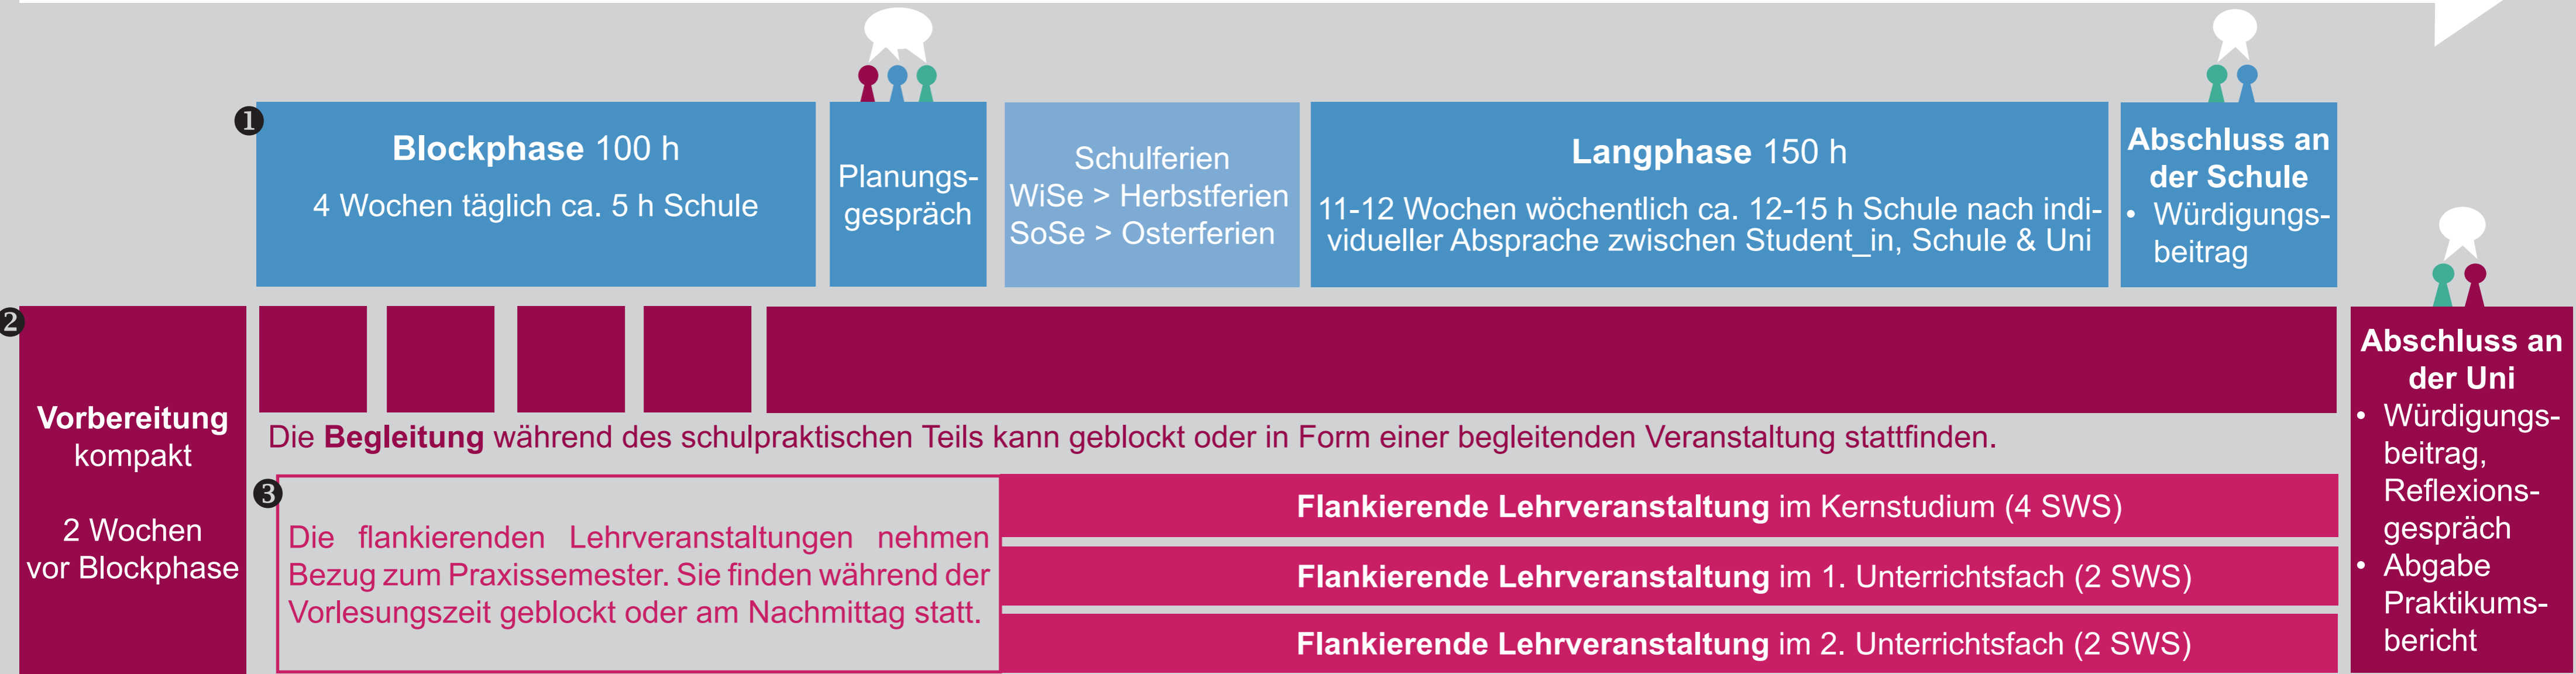 ❶
Blockphase 100 h
4 Wochen täglich ca. 5 h Schule
Planungs-
gespräch
Schulferien
WiSe > Herbstferien
SoSe > Osterferien
Langphase 150 h
11-12 Wochen wöchentlich ca. 12-15 h Schule nach indi-
vidueller Absprache zwischen Student_in, Schule & Uni
Abschluss an
der Schule
• Würdigungs-
beitrag
❷
Vorbereitung
kompakt
2 Wochen
vor Blockphase
Die Begleitung während des schulpraktischen Teils kann geblockt oder in Form einer begleitenden Veranstaltung stattfinden.
❸
Die flankierenden Lehrveranstaltungen nehmen
Bezug zum Praxissemester. Sie finden während der
Vorlesungszeit geblockt oder am Nachmittag statt.
Flankierende Lehrveranstaltung im Kernstudium (4 SWS)
Flankierende Lehrveranstaltung im 1. Unterrichtsfach (2 SWS)
Flankierende Lehrveranstaltung im 2. Unterrichtsfach (2 SWS)
Abschluss an
der Uni
• Würdigungs-
beitrag,
Reflexions-
gespräch
• Abgabe
Praktikums-
bericht